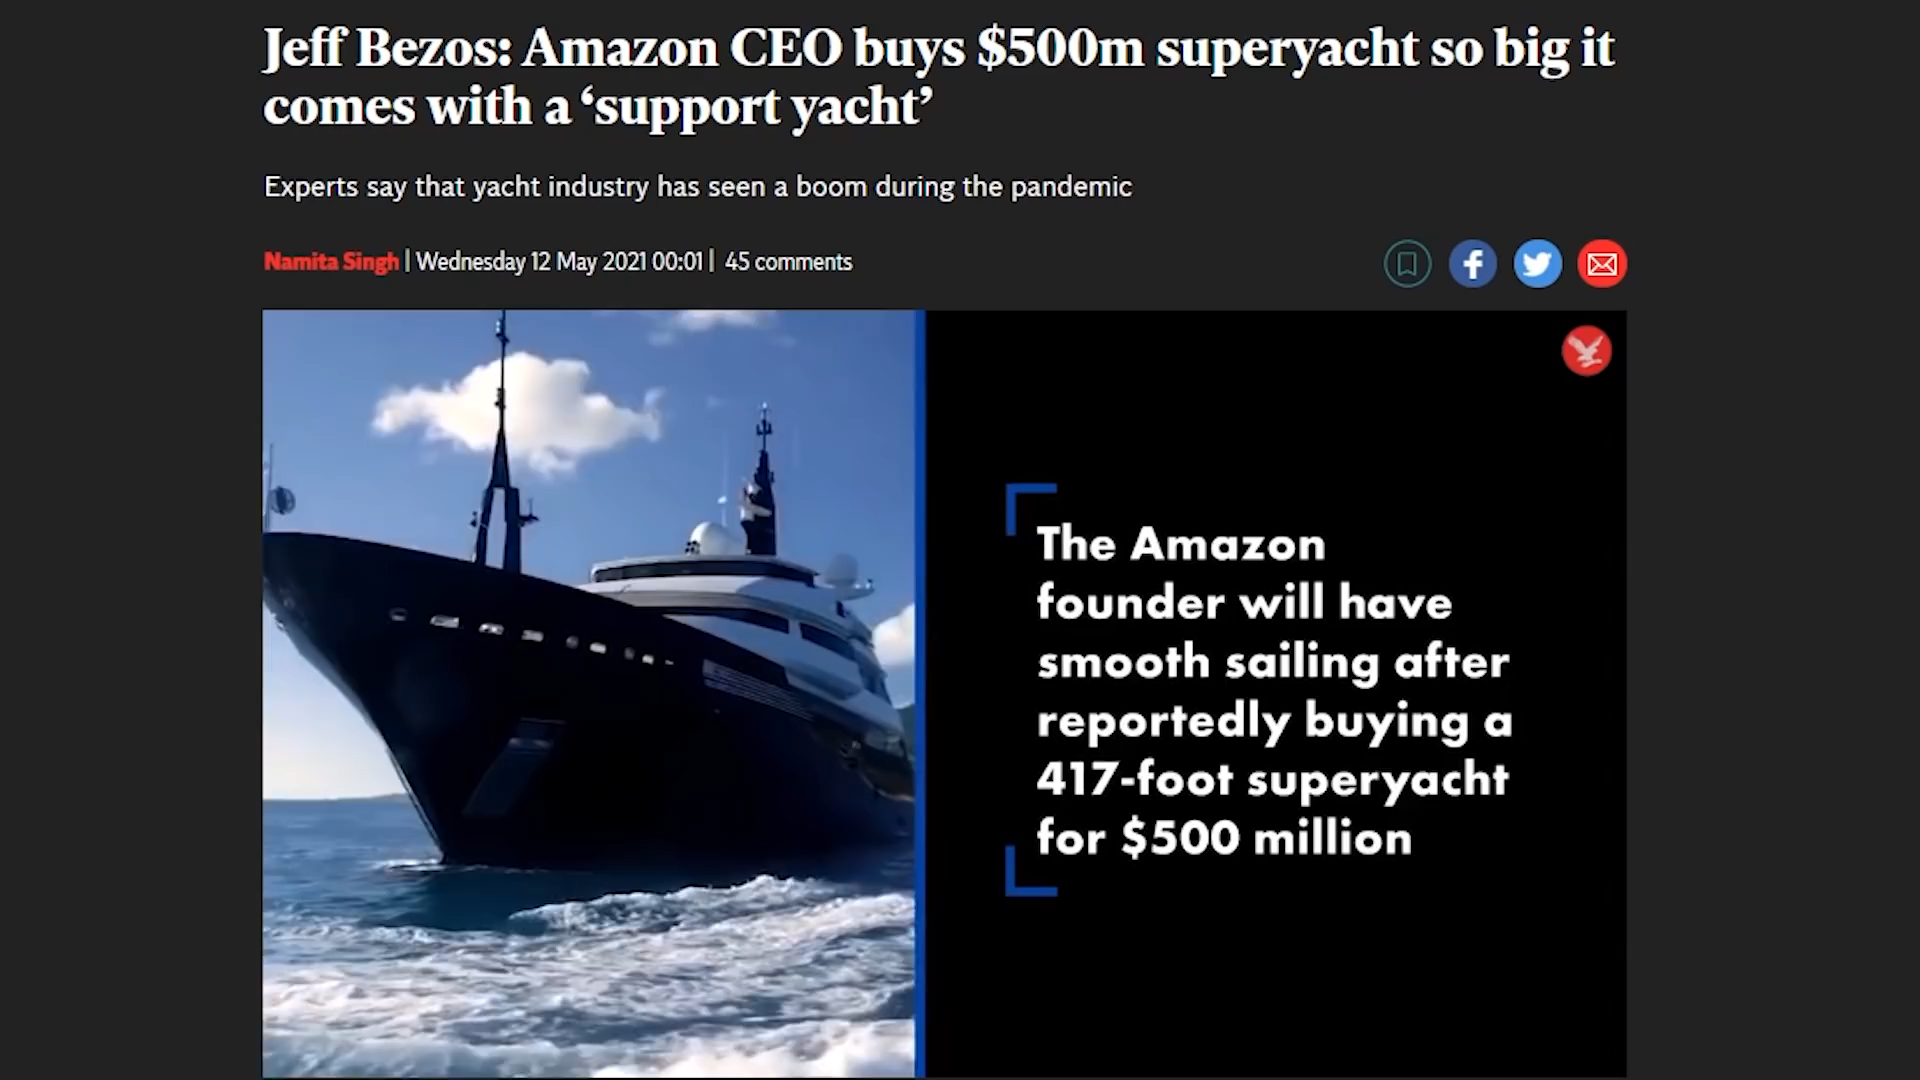 Jeff Bezos: Amazon CEO buys $500m superyacht so big it
comes with a ‘support yacht’
Experts say that yacht industry has seen a boom during the pandemic
Namita Singh | Wednesday 12 May 2021 00:01 | 45 comments
The Amazon
founder will have
smooth sailing after
reportedly buying a
417-foot superyacht
for $500 million